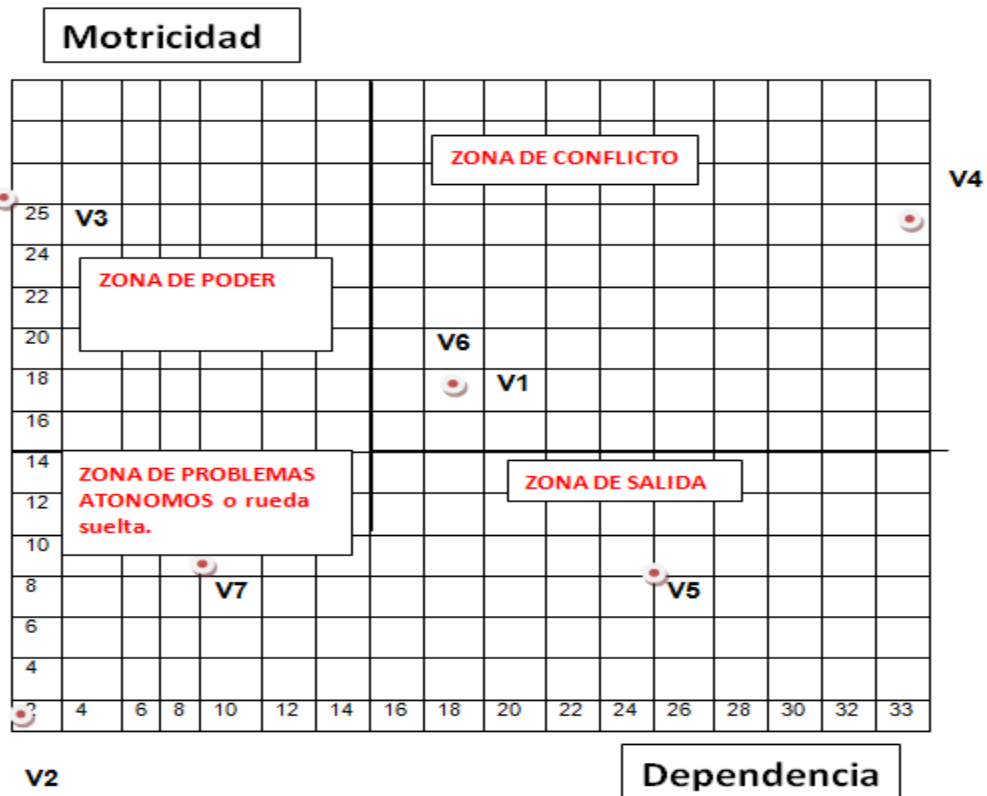 Motricidad
ZONA DE CONFLICTO
V4
25 V3
24
ZONA DE PODER
22
20
V6
18 V1
16
14
ZONA DE PROBLEMAS
ATONOMOS o rueda
suelta.
ZONA DE SALIDA
12
10
8 V7 V5
6
4
2 4 6 8 10 12 14 16 18 20 22 24 26 28 30 32 33
V2
Dependencia